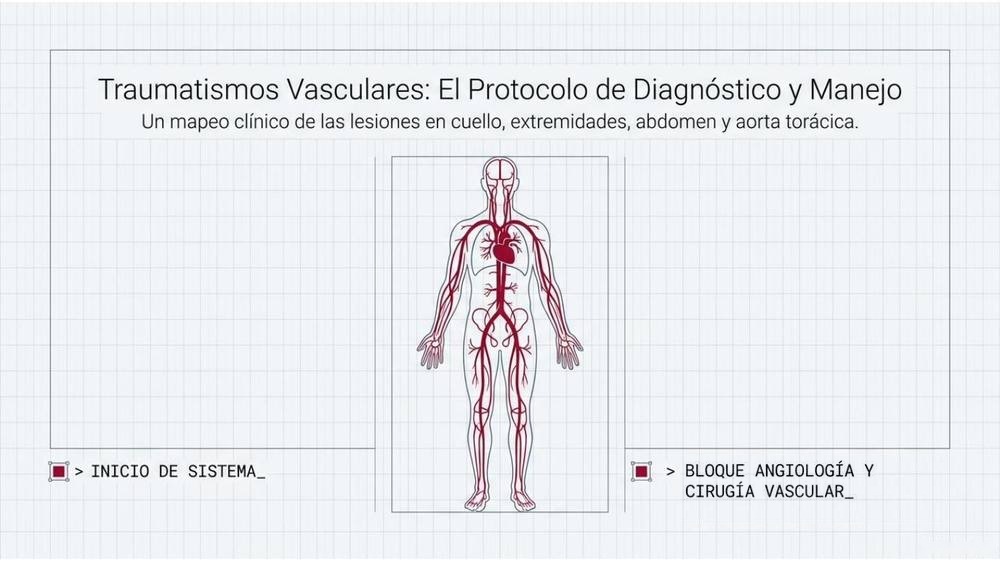 Traumatismos Vasculares: El Protocolo de Diagnóstico y Manejo
Un mapeo clínico de las lesiones en cuello, extremidades, abdomen y aorta torácica.
> INICIO DE SISTEMA_
> BLOQUE ANGIOLOGÍA Y
CIRUGÍA VASCULAR_